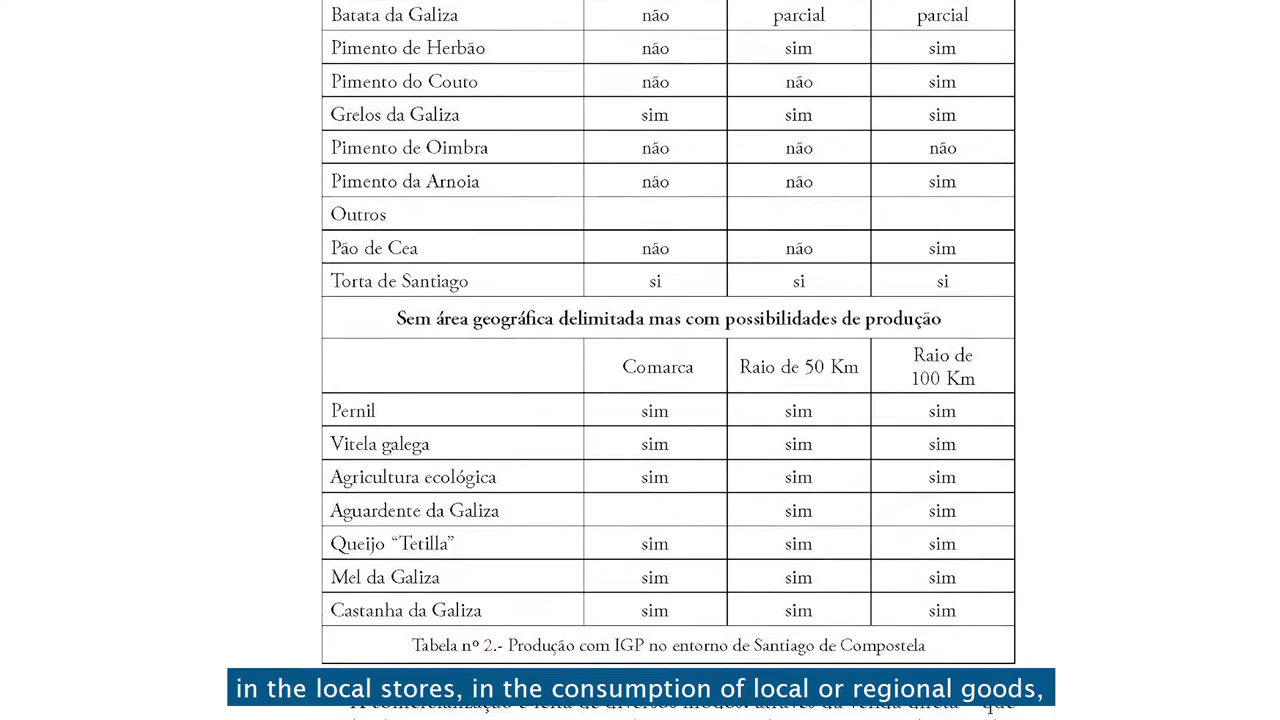 Batata da Galiza não parcial parcial
Pimento de Herbão não sim sim
Pimento do Couto não não sim
Grelos da Galiza sim sim sim
Pimento de Oimbra não não não
Pimento da Arnoia não não sim
Outros
Pão de Cea não não sim
Torta de Santiago si si si
Sem área geográfica delimitada mas com possibilidades de produção
Comarca Raio de 50 Km Raio de 100 Km
Pernil sim sim sim
Vitela galega sim sim sim
Agricultura ecológica sim sim sim
Aguardente da Galiza sim sim
Queijo “Tetilla” sim sim sim
Mel da Galiza sim sim sim
Castanha da Galiza sim sim sim
Tabela nº 2.- Produção com IGP no entorno de Santiago de Compostela
in the local stores, in the consumption of local or regional goods,